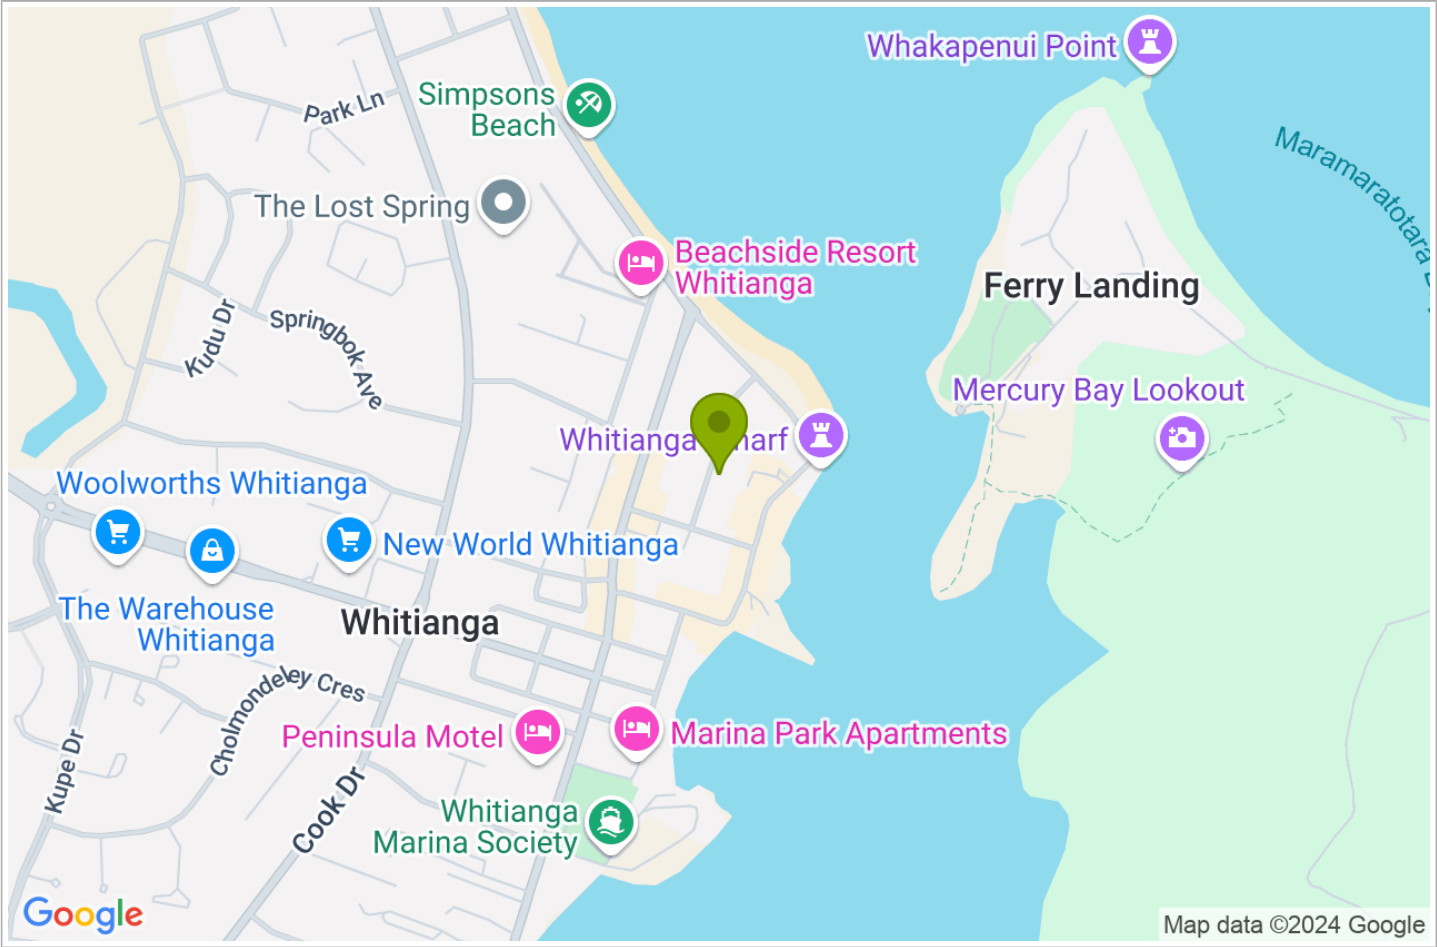 Whakapenui Point
Simpsons
Beach
Park Ln
The Lost Spring
Beachside Resort
Whitianga
Ferry Landing
Kudu Dr
Springbok Ave
Mercury Bay Lookout
Woolworths Whitianga
New World Whitianga
The Warehouse
Whitianga
Whitianga
Cholmondeley Cres
Peninsula Motel
Marina Park Apartments
Kupe Dr
Cook Dr
Whitianga
Marina Society
Google
Map data ©2024 Google
Maramaratotara
Whitianga